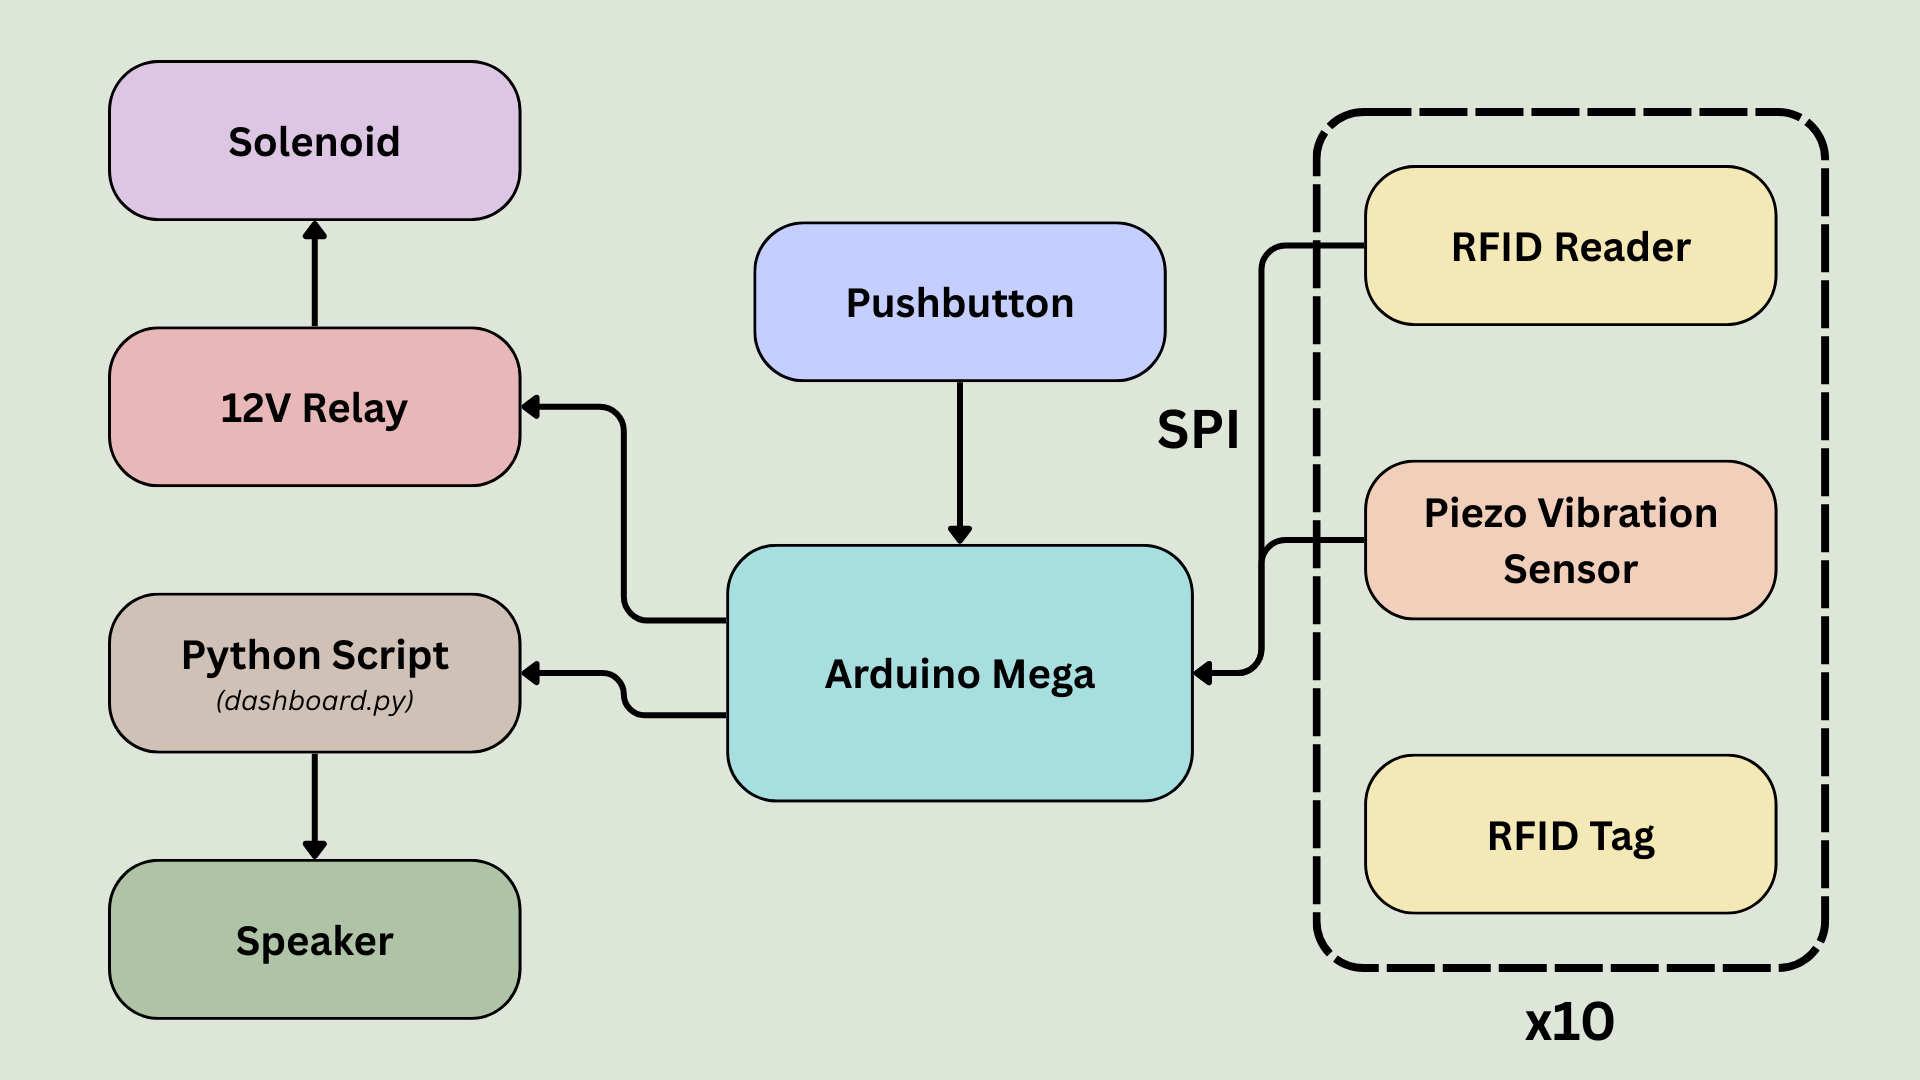 Solenoid
12V Relay
Python Script
(dashboard.py)
Speaker
Pushbutton
Arduino Mega
SPI
RFID Reader
Piezo Vibration
Sensor
RFID Tag
x10